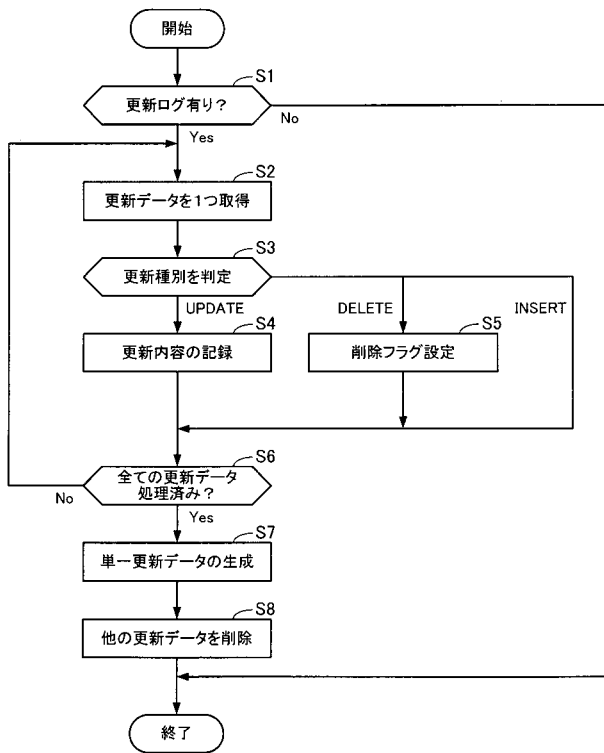 開始
S1
更新ログ有り？
No
Yes
S2
更新データを1つ取得
S3
更新種別を判定
UPDATE
DELETE
INSERT
S4
更新内容の記録
S5
削除フラグ設定
S6
全ての更新データ
処理済み？
No
Yes
S7
単一更新データの生成
S8
他の更新データを削除
終了